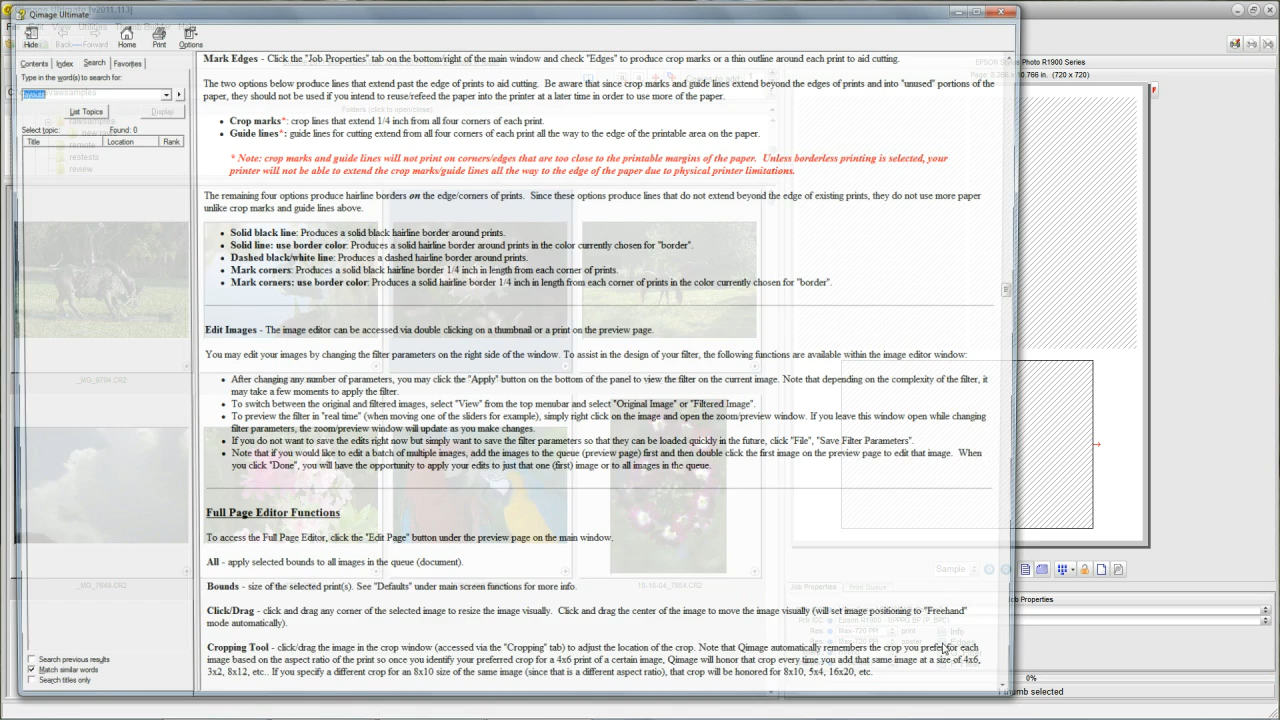 Qimage Ultimate
Hide
Back
Forward
Home
Print
Options
Contents
Index
Search
Favorites
Type in the word(s) to search for:
List Topics
Display
Select topic:
Found: 0
Title
Location
Rank
remote
restests
review
Mark Edges - Click the "Job Properties" tab on the bottom/right of the main window and check "Edges" to produce crop marks or a thin outline around each print to aid cutting.
The two options below produce lines that extend past the edge of prints to aid cutting. Be aware that since crop marks and guide lines extend beyond the edges of prints and into "unused" portions of the
paper, they should not be used if you intend to reuse/refeed the paper into the printer at a later time in order to use more of the paper.
Folders (click to open/close)
• Crop marks*: crop lines that extend 1/4 inch from all four corners of each print.
• Guide lines*: guide lines for cutting extend from all four corners of each print all the way to the edge of the printable area on the paper.
* Note: crop marks and guide lines will not print on corners/edges that are too close to the printable margins of the paper. Unless borderless printing is selected, your
printer will not be able to extend the crop marks/guide lines all the way to the edge of the paper due to physical printer limitations.
The remaining four options produce hairline borders on the edge/corners of prints. Since these options produce lines that do not extend beyond the edge of existing prints, they do not use more paper
unlike crop marks and guide lines above.
• Solid black line: Produces a solid black hairline border around prints.
• Solid line: use border color: Produces a solid hairline border around prints in the color currently chosen for "border".
• Dashed black/white line: Produces a dashed hairline border around prints.
• Mark corners: Produces a solid black hairline border 1/4 inch in length from each corner of prints.
• Mark corners: use border color: Produces a solid hairline border 1/4 inch in length from each corner of prints in the color currently chosen for "border".
Edit Images - The image editor can be accessed via double clicking on a thumbnail or a print on the preview page.
You may edit your images by changing the filter parameters on the right side of the window. To assist in the design of your filter, the following functions are available within the image editor window:
• After changing any number of parameters, you may click the "Apply" button on the bottom of the panel to view the filter on the current image. Note that depending on the complexity of the filter, it
may take a few moments to apply the filter.
• To switch between the original and filtered images, select "View" from the top menubar and select "Original Image" or "Filtered Image".
• To preview the filter in "real time" (when moving one of the sliders for example), simply right click on the image and open the zoom/preview window. If you leave this window open while changing
filter parameters, the zoom/preview window will update as you make changes.
• If you do not want to save the edits right now but simply want to save the filter parameters so that they can be loaded quickly in the future, click "File", "Save Filter Parameters".
• Note that if you would like to edit a batch of multiple images, add the images to the queue (preview page) first and then double click the first image on the preview page to edit that image. When
you click "Done", you will have the opportunity to apply your edits to just that one (first) image or to all images in the queue.
Full Page Editor Functions
To access the Full Page Editor, click the "Edit Page" button under the preview page on the main window.
All - apply selected bounds to all images in the queue (document).
Bounds - size of the selected print(s). See "Defaults" under main screen functions for more info.
Click/Drag - click and drag any corner of the selected image to resize the image visually. Click and drag the center of the image to move the image visually (will set image positioning to "Freehand"
mode automatically).
Cropping Tool - click/drag the image in the crop window (accessed via the "Cropping" tab) to adjust the location of the crop. Note that Qimage automatically remembers the crop you prefer for each
image based on the aspect ratio of the print so once you identify your preferred crop for a 4x6 print of a certain image, Qimage will honor that crop every time you add that same image at a size of 4x6,
3x2, 8x12, etc.. If you specify a different crop for an 8x10 size of the same image (since that is a different aspect ratio), that crop will be honored for 8x10, 5x4, 16x20, etc.
Search previous results
Match similar words
Search titles only
Sample
Job Properties
Print Queue
Info
Edges
0%
1 thumb selected